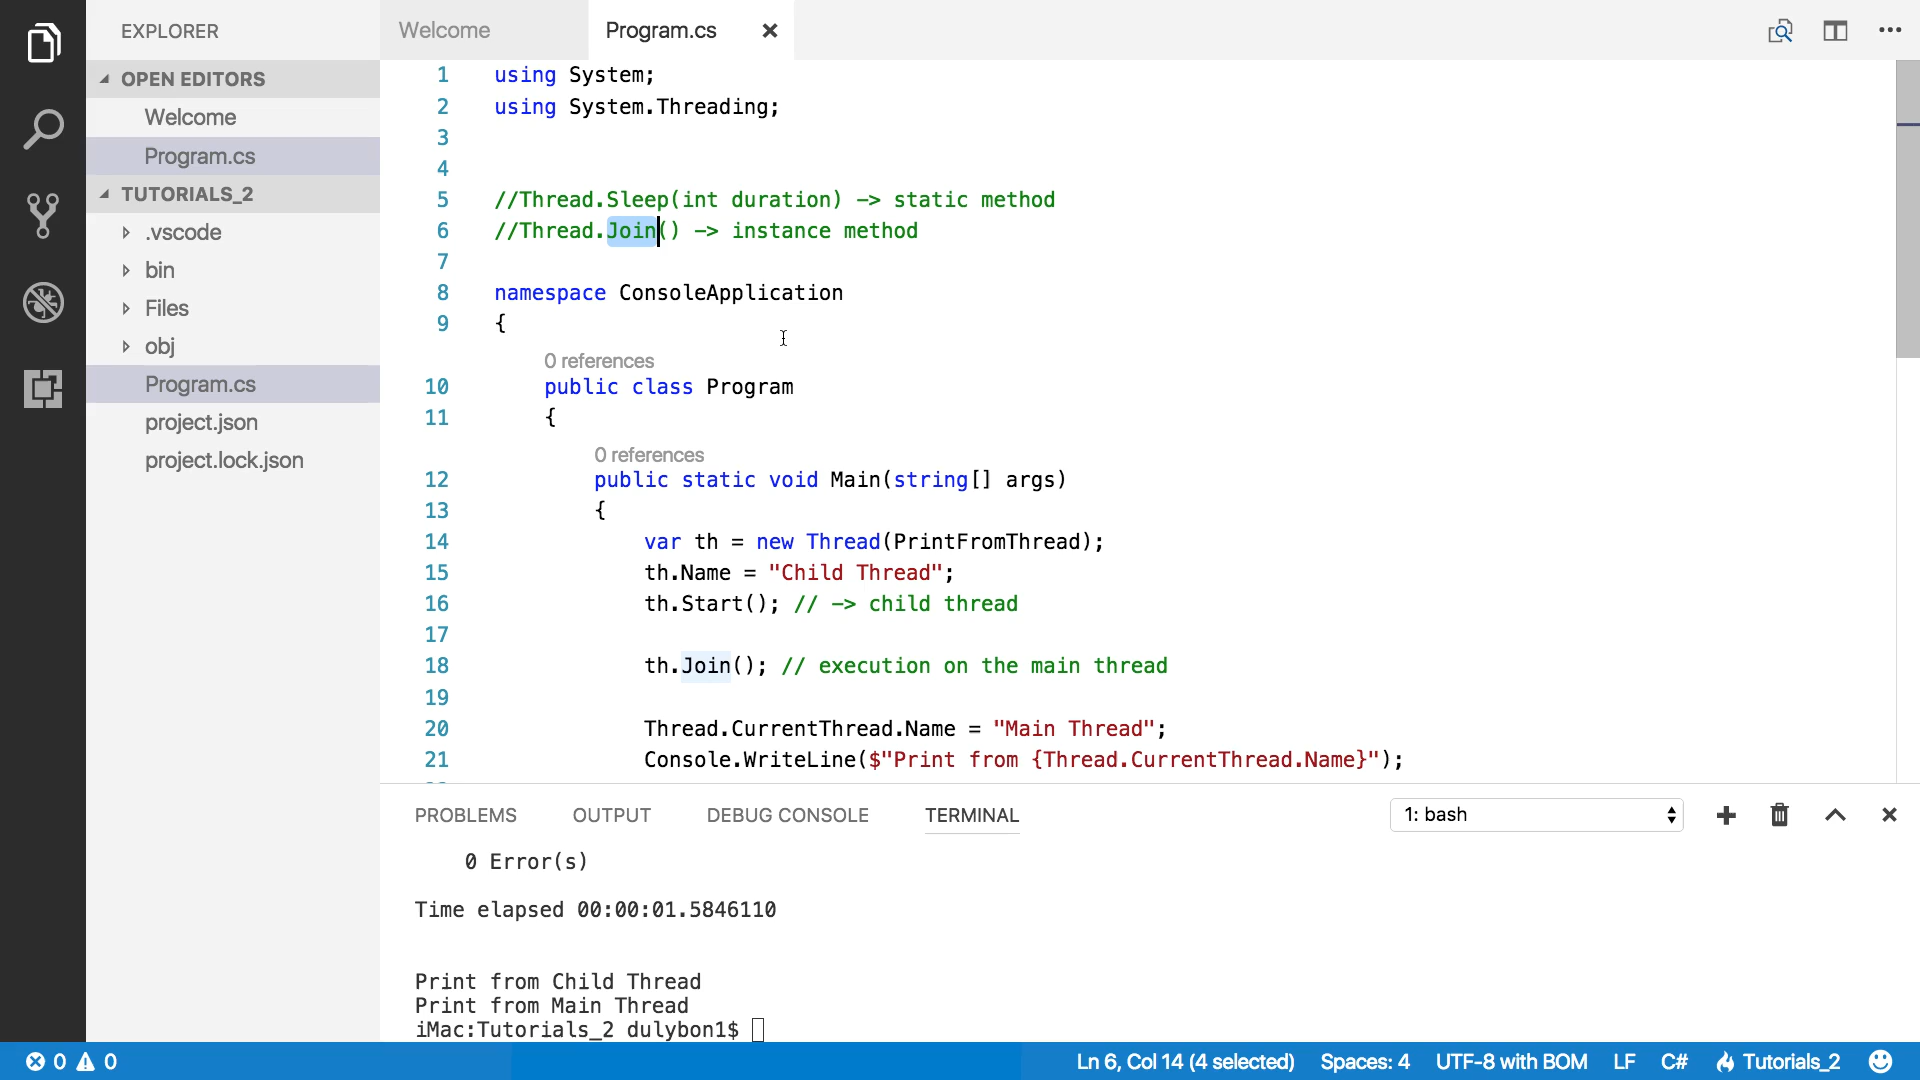 EXPLORER
OPEN EDITORS
Welcome
Program.cs
TUTORIALS_2
.vscode
bin
Files
obj
Program.cs
project.json
project.lock.json
Welcome
Program.cs
1 using System;
2 using System.Threading;
3
4
5 //Thread.Sleep(int duration) -> static method
6 //Thread.Join() -> instance method
7
8 namespace ConsoleApplication
9 {
0 references
10 public class Program
11 {
0 references
12 public static void Main(string[] args)
13 {
14 var th = new Thread(PrintFromThread);
15 th.Name = "Child Thread";
16 th.Start(); // -> child thread
17
18 th.Join(); // execution on the main thread
19
20 Thread.CurrentThread.Name = "Main Thread";
21 Console.WriteLine($"Print from {Thread.CurrentThread.Name}");
PROBLEMS OUTPUT DEBUG CONSOLE TERMINAL 1: bash
0 Error(s)
Time elapsed 00:00:01.5846110
Print from Child Thread
Print from Main Thread
iMac:Tutorials_2 dulybon1$
0 0 Ln 6, Col 14 (4 selected) Spaces: 4 UTF-8 with BOM LF C# Tutorials_2